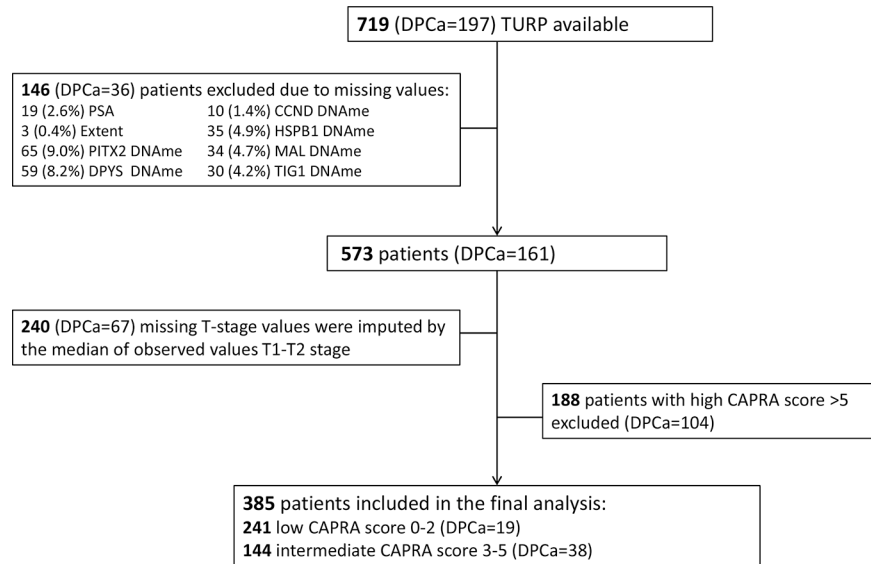 719 (DPCa=197) TURP available
146 (DPCa=36) patients excluded due to missing values:
19 (2.6%) PSA 10 (1.4%) CCND DNAme
3 (0.4%) Extent 35 (4.9%) HSPB1 DNAme
65 (9.0%) PITX2 DNAme 34 (4.7%) MAL DNAme
59 (8.2%) DPYS DNAme 30 (4.2%) TIG1 DNAme
573 patients (DPCa=161)
240 (DPCa=67) missing T-stage values were imputed by
the median of observed values T1-T2 stage
188 patients with high CAPRA score >5
excluded (DPCa=104)
385 patients included in the final analysis:
241 low CAPRA score 0-2 (DPCa=19)
144 intermediate CAPRA score 3-5 (DPCa=38)